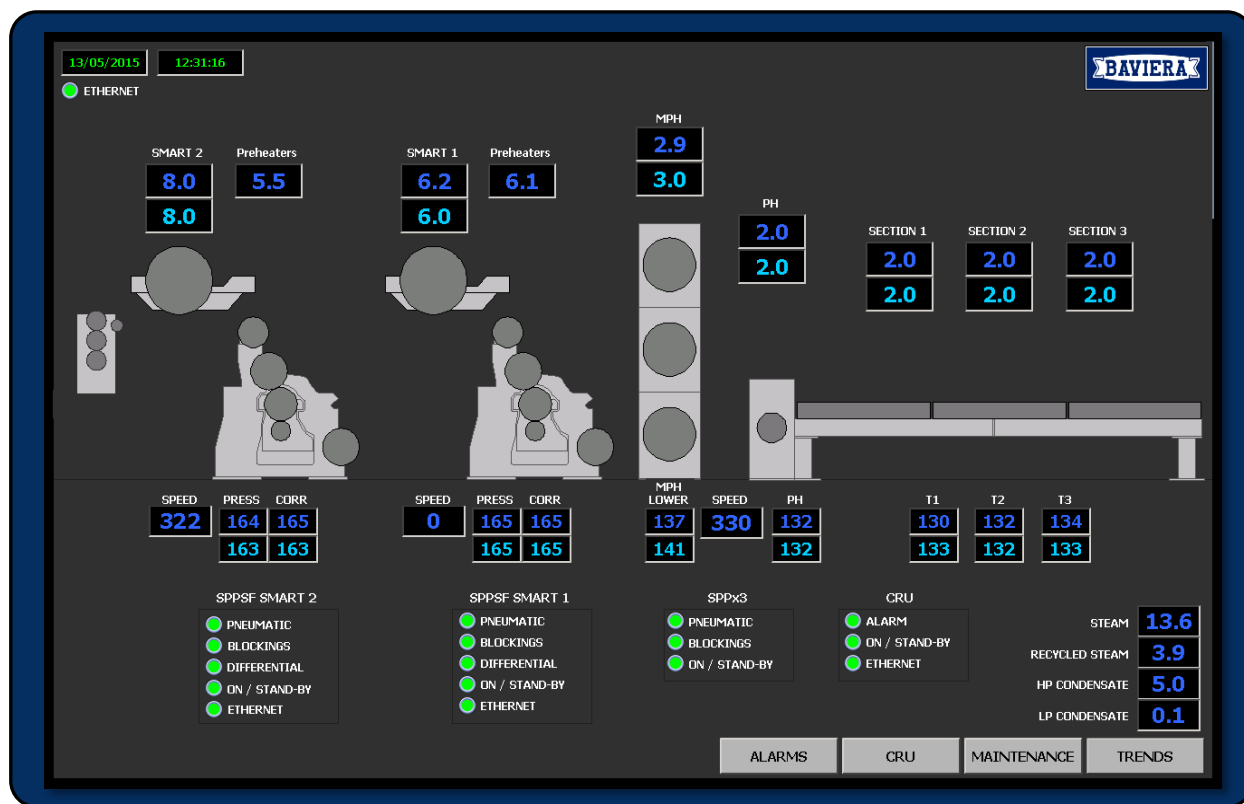 13/05/2015 12:31:16
BAVIERA
ETHERNET
MPH
2.9
3.0
SMART 2 Preheaters
8.0 5.5
8.0
SMART 1 Preheaters
6.2 6.1
6.0
PH
2.0
2.0
SECTION 1 SECTION 2 SECTION 3
2.0 2.0 2.0
2.0 2.0 2.0
SPEED PRESS CORR
322 164 165
163 163
SPEED PRESS CORR
0 165 165
165 165
MPH
LOWER SPEED PH
137 330 132
141 132
T1 T2 T3
130 132 134
133 132 133
SPPSF SMART 2
PNEUMATIC
BLOCKINGS
DIFFERENTIAL
ON / STAND-BY
ETHERNET
SPPSF SMART 1
PNEUMATIC
BLOCKINGS
DIFFERENTIAL
ON / STAND-BY
ETHERNET
SPPx3
PNEUMATIC
BLOCKINGS
ON / STAND-BY
CRU
ALARM
ON / STAND-BY
ETHERNET
STEAM 13.6
RECYCLED STEAM 3.9
HP CONDENSATE 5.0
LP CONDENSATE 0.1
ALARMS CRU MAINTENANCE TRENDS